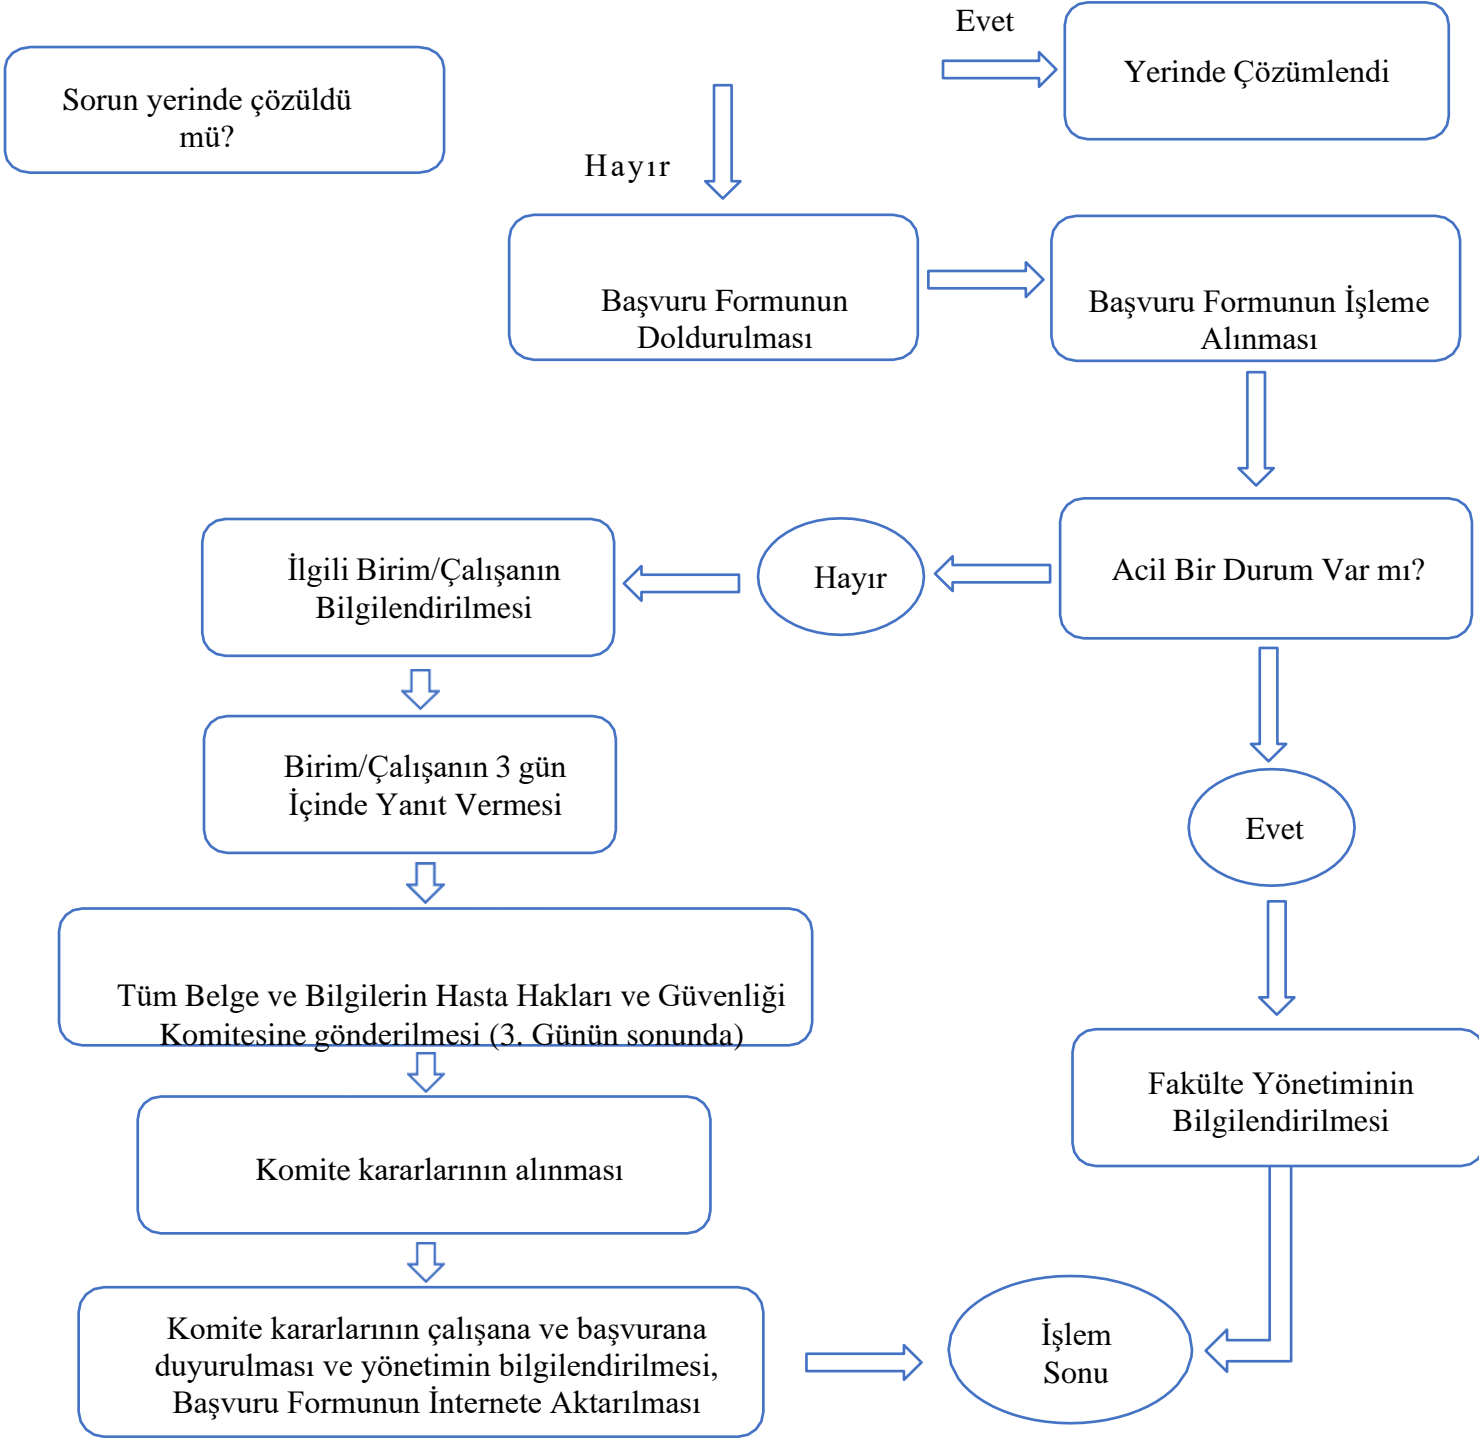 Evet
Yerinde Çözümlendi
Sorun yerinde çözüldü
mü?
Hayır
Başvuru Formunun
Doldurulması
Başvuru Formunun İşleme
Alınması
Acil Bir Durum Var mı?
Hayır
İlgili Birim/Çalışanın
Bilgilendirilmesi
Birim/Çalışanın 3 gün
İçinde Yanıt Vermesi
Evet
Tüm Belge ve Bilgilerin Hasta Hakları ve Güvenliği
Komitesine gönderilmesi (3. Günün sonunda)
Fakülte Yönetiminin
Bilgilendirilmesi
Komite kararlarının alınması
Komite kararlarının çalışana ve başvurana
duyurulması ve yönetimin bilgilendirilmesi,
Başvuru Formunun İnternete Aktarılması
İşlem
Sonu